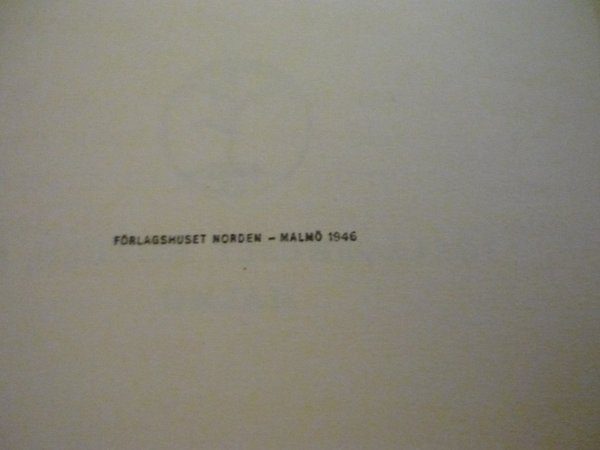 FÖRLAGSHUSET NORDEN – MALMÖ 1946